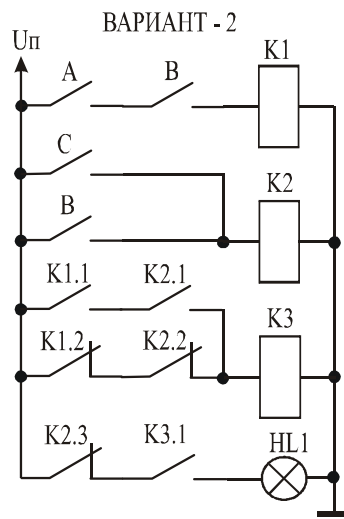 ВАРИАНТ - 2
Uп
A B K1
C
K2
B
K1.1 K2.1
K3
K1.2 K2.2
K2.3 K3.1 HL1